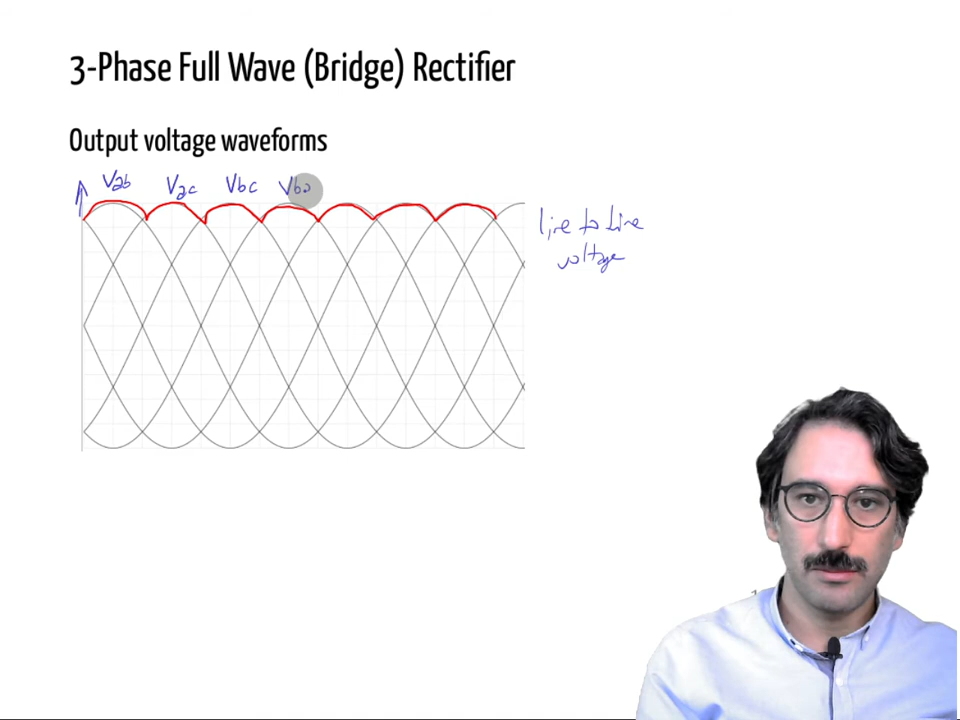 3-Phase Full Wave (Bridge) Rectifier
Output voltage waveforms
Vab Vac Vbc Vba
line to line
voltage